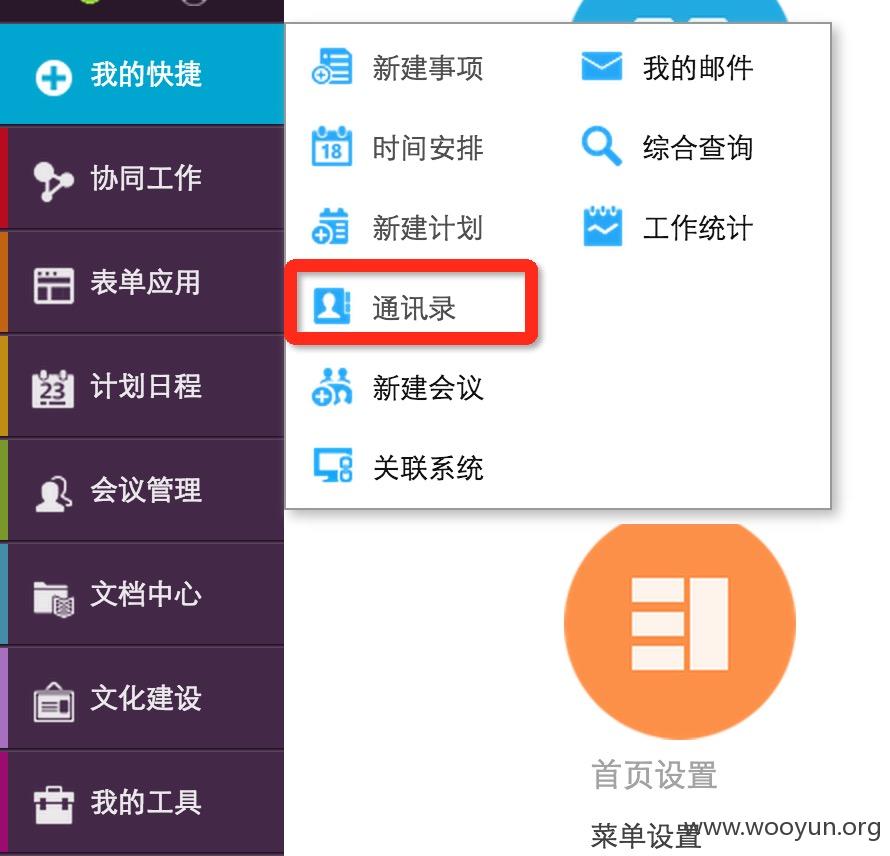 我的快捷
协同工作
表单应用
计划日程
23
会议管理
文档中心
文化建设
我的工具
新建事项
我的邮件
18
时间安排
综合查询
新建计划
工作统计
通讯录
新建会议
关联系统
首页设置
菜单设置
www.wooyun.org